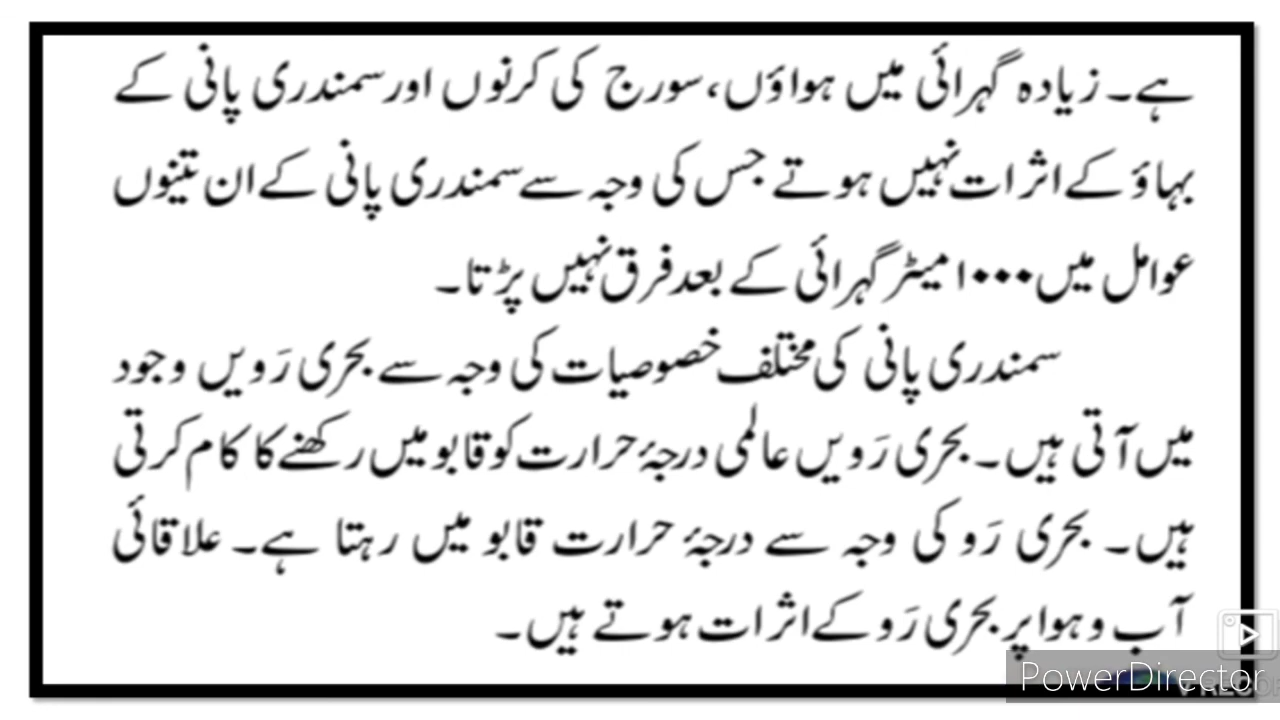 ہے۔ زیادہ گہرائی میں ہواؤں، سورج کی کرنوں اور سمندری پانی کے
بہاؤ کے اثرات نہیں ہوتے جس کی وجہ سے سمندری پانی کے ان تینوں
عوامل میں ۱۰۰۰ میٹر گہرائی کے بعد فرق نہیں پڑتا۔
سمندری پانی کی مختلف خصوصیات کی وجہ سے بحری رَویں وجود
میں آتی ہیں۔ بحری رَویں عالمی درجۂ حرارت کو قابو میں رکھنے کا کام کرتی
ہیں۔ بحری رَو کی وجہ سے درجۂ حرارت قابو میں رہتا ہے۔ علاقائی
آب و ہوا پر بحری رَو کے اثرات ہوتے ہیں۔
PowerDirector